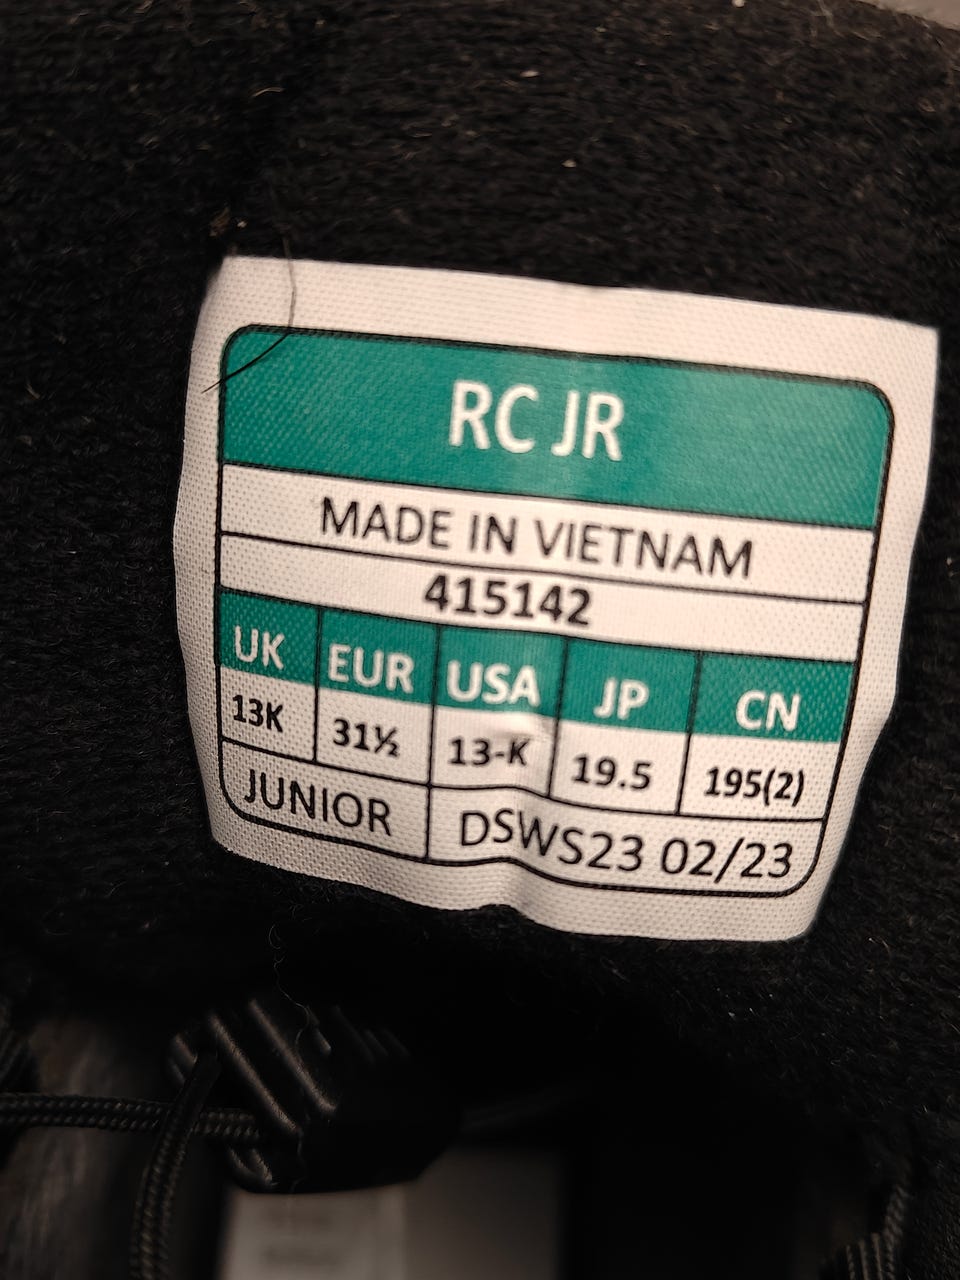 RC JR
MADE IN VIETNAM
415142
UK EUR USA JP CN
13K 31½ 13-K 19.5 195(2)
JUNIOR DSWS23 02/23